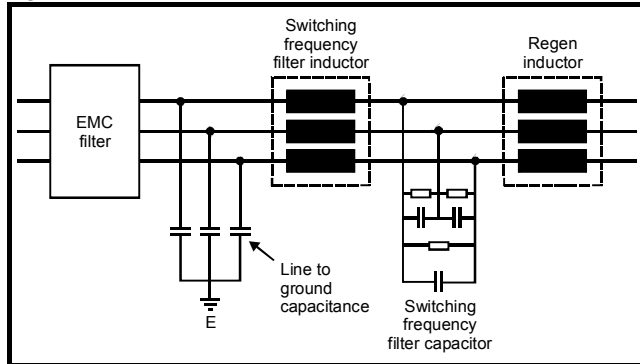 Switching
frequency
filter inductor
Regen
inductor
EMC
filter
Line to
ground
capacitance
E
Switching
frequency
filter capacitor